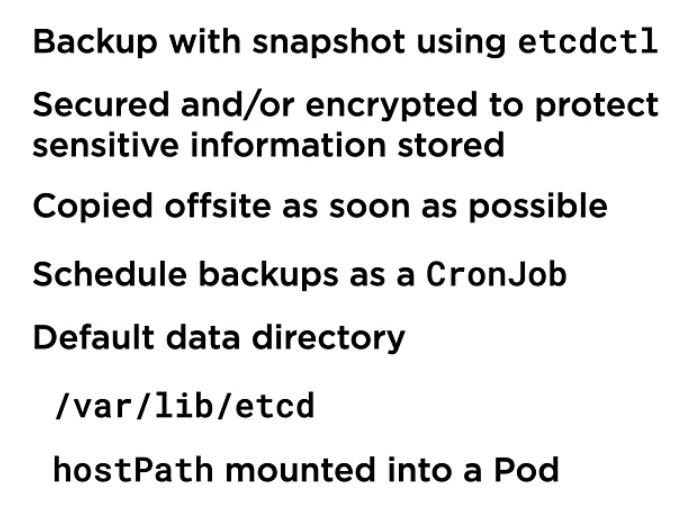 Backup with snapshot using etcdctl
Secured and/or encrypted to protect
sensitive information stored
Copied offsite as soon as possible
Schedule backups as a CronJob
Default data directory
/var/lib/etcd
hostPath mounted into a Pod